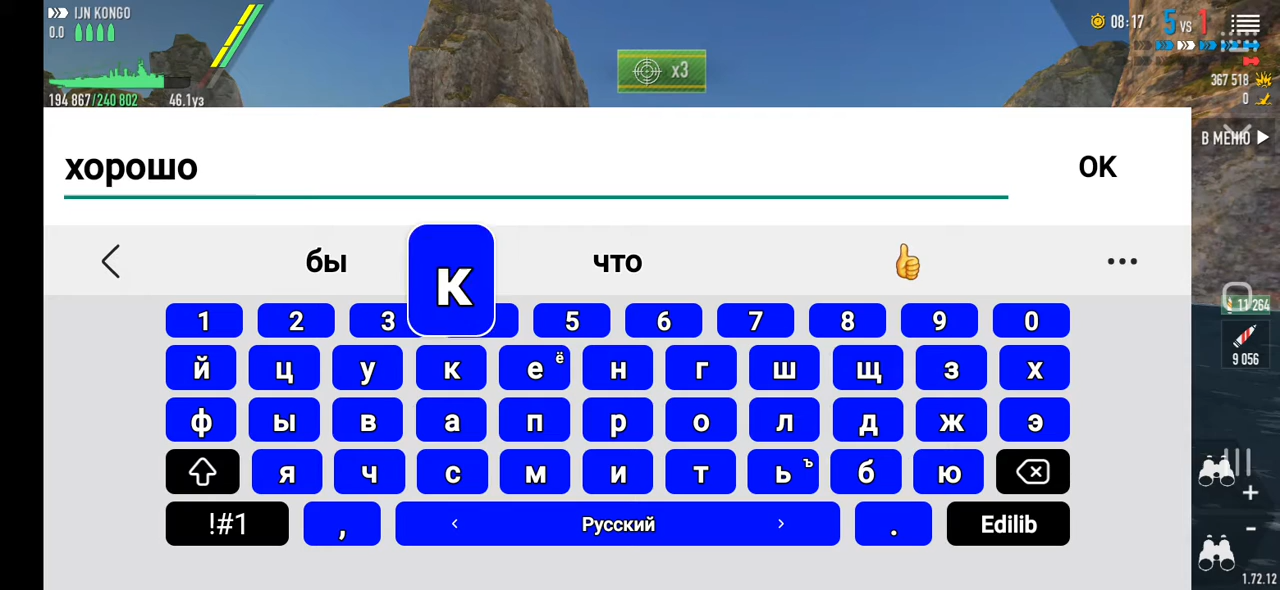 IJN KONGO
0.0
194 867/240 802 46.1уз
x3
08:17 5 vs 1
367 518
0
В МЕНЮ
хорошо OK
бы к что
1 2 3 5 6 7 8 9 0
й ц у к е ё н г ш щ з х
ф ы в а п р о л д ж э
я ч с м и т ь ъ б ю
!#1 , < Русский > . Edilib
11 264
9 056
+
-
1.72.12